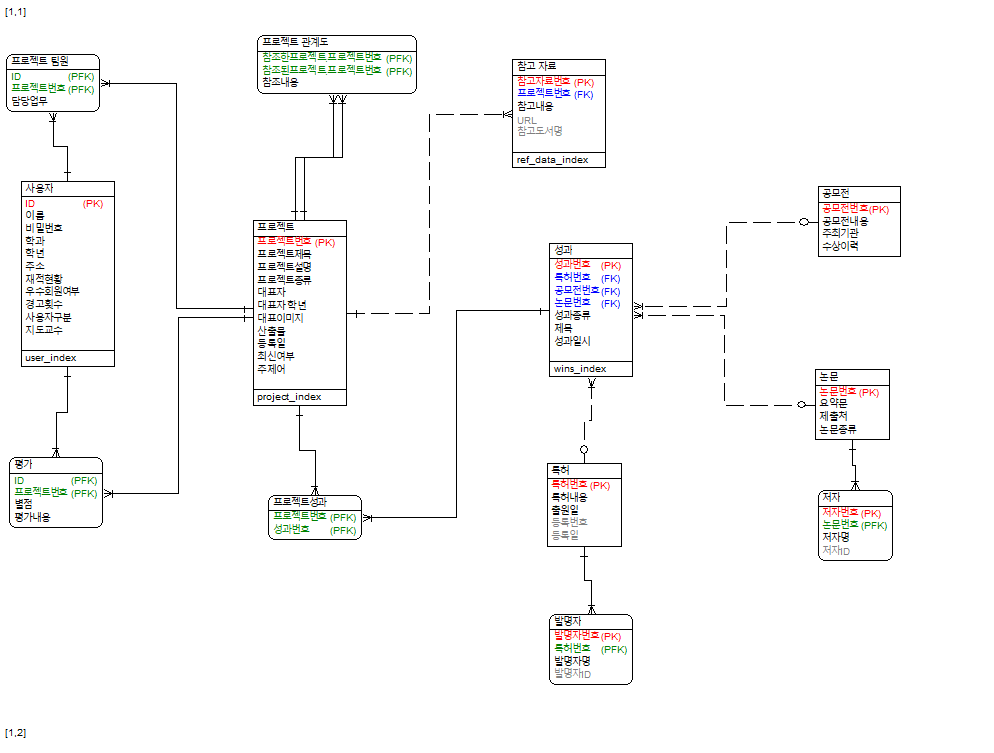 [1,1]
프로젝트 팀원
ID (PFK)
프로젝트번호 (PFK)
담당업무
프로젝트 관계도
참조한프로젝트프로젝트번호 (PFK)
참조된프로젝트프로젝트번호 (PFK)
참조내용
참고 자료
참고자료번호 (PK)
프로젝트번호 (FK)
참고내용
URL
참고도서명
ref_data_index
사용자
ID (PK)
이름
비밀번호
학과
학년
주소
재적현황
우수회원여부
경고횟수
사용자구분
지도교수
user_index
프로젝트
프로젝트번호 (PK)
프로젝트제목
프로젝트설명
프로젝트종류
대표자
대표자학년
대표이미지
산출물
등록일
최신여부
주제어
project_index
성과
성과번호 (PK)
특허번호 (FK)
공모전번호 (FK)
논문번호 (FK)
성과종류
제목
성과일시
wins_index
공모전
공모전번호 (PK)
공모전내용
주최기관
수상이력
논문
논문번호 (PK)
요약문
제출처
논문종류
평가
ID (PFK)
프로젝트번호 (PFK)
별점
평가내용
프로젝트성과
프로젝트번호 (PFK)
성과번호 (PFK)
특허
특허번호 (PK)
특허내용
출원일
등록번호
등록일
저자
저자번호 (PK)
논문번호 (PFK)
저자명
저자ID
발명자
발명자번호 (PK)
특허번호 (PFK)
발명자명
발명자ID
[1,2]